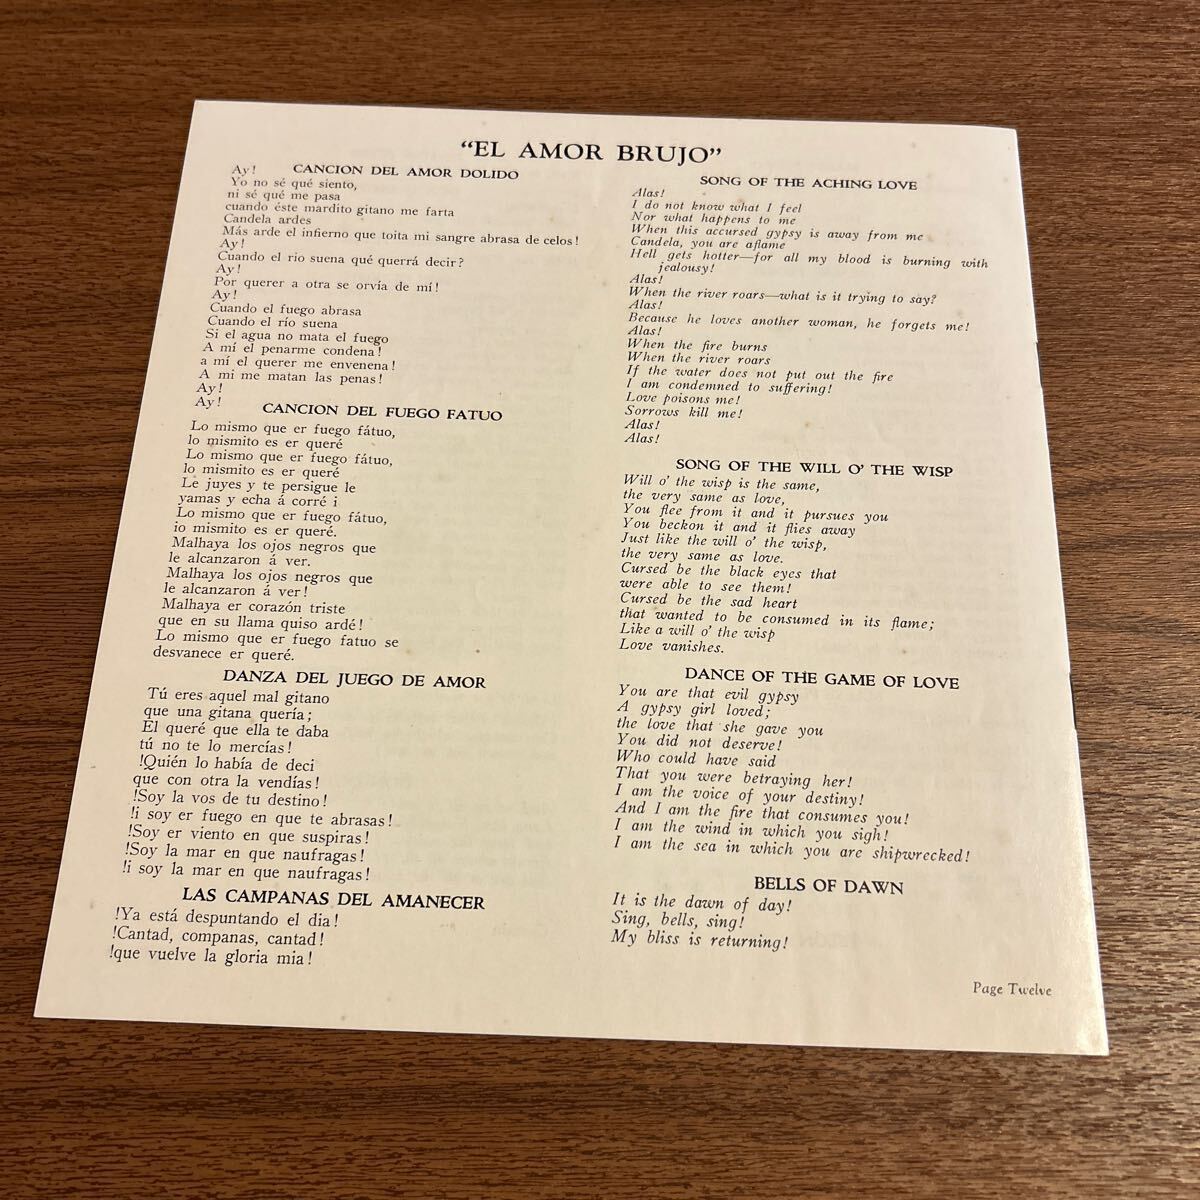 "EL AMOR BRUJO"
CANCION DEL AMOR DOLIDO
Ay!
Yo no sé qué siento,
ni sé qué me pasa
cuando éste mardito gitano me farta
Candela ardes
Más arde el infierno que toita mi sangre abrasa de celos!
Ay!
Cuando el rio suena qué querrá decir?
Ay!
Por querer a otra se orvía de mí!
Ay!
Cuando el fuego abrasa
Cuando el río suena
Si el agua no mata el fuego
A mí el penarme condena!
a mí el querer me envenena!
A mi me matan las penas!
Ay!
Ay!
CANCION DEL FUEGO FATUO
Lo mismo que er fuego fátuo,
lo mismito es er queré
Lo mismo que er fuego fátuo,
lo mismito es er queré
Le juyes y te persigue le
yamas y echa á corré i
Lo mismo que er fuego fátuo,
io mismito es er queré.
Malhaya los ojos negros que
le alcanzaron á ver.
Malhaya los ojos negros que
le alcanzaron á ver!
Malhaya er corazón triste
que en su llama quiso ardé!
Lo mismo que er fuego fatuo se
desvanece er queré.
DANZA DEL JUEGO DE AMOR
Tú eres aquel mal gitano
que una gitana quería;
El queré que ella te daba
tú no te lo mercías!
!Quién lo había de deci
que con otra la vendías!
!Soy la vos de tu destino!
!i soy er fuego en que te abrasas!
!Soy er viento en que suspiras!
!Soy la mar en que naufragas!
!i soy la mar en que naufragas!
LAS CAMPANAS DEL AMANECER
!Ya está despuntando el dia!
!Cantad, companas, cantad!
!que vuelve la gloria mia!
SONG OF THE ACHING LOVE
Alas!
I do not know what I feel
Nor what happens to me
When this accursed gypsy is away from me
Candela, you are aflame
Hell gets hotter—for all my blood is burning with
jealousy!
Alas!
When the river roars—what is it trying to say?
Alas!
Because he loves another woman, he forgets me!
Alas!
When the fire burns
When the river roars
If the water does not put out the fire
I am condemned to suffering!
Love poisons me!
Sorrows kill me!
Alas!
Alas!
SONG OF THE WILL O' THE WISP
Will o' the wisp is the same,
the very same as love,
You flee from it and it pursues you
You beckon it and it flies away
Just like the will o' the wisp,
the very same as love.
Cursed be the black eyes that
were able to see them!
Cursed be the sad heart
that wanted to be consumed in its flame;
Like a will o' the wisp
Love vanishes.
DANCE OF THE GAME OF LOVE
You are that evil gypsy
A gypsy girl loved;
the love that she gave you
You did not deserve!
Who could have said
That you were betraying her!
I am the voice of your destiny!
And I am the fire that consumes you!
I am the wind in which you sigh!
I am the sea in which you are shipwrecked!
BELLS OF DAWN
It is the dawn of day!
Sing, bells, sing!
My bliss is returning!
Page Twelve